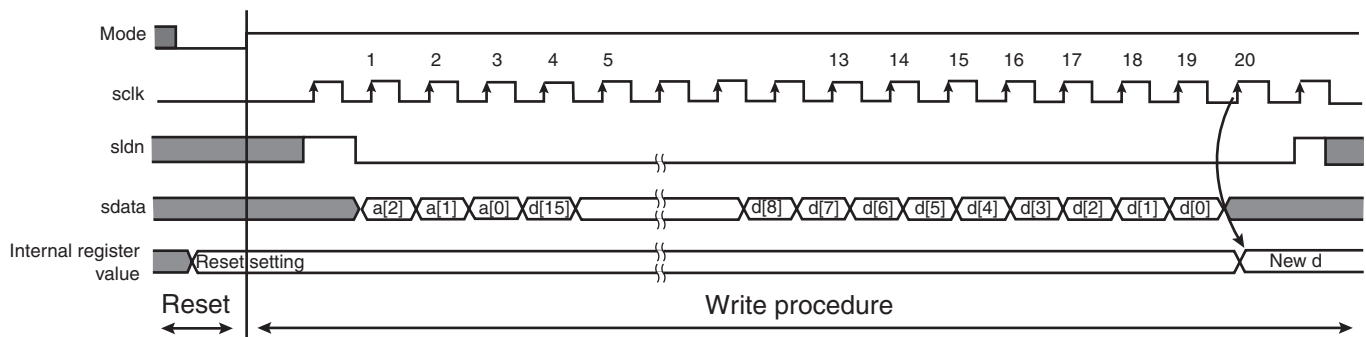 Mode
1 2 3 4 5 13 14 15 16 17 18 19 20
sclk
sldn
sdata
a[2] a[1] a[0] d[15] d[8] d[7] d[6] d[5] d[4] d[3] d[2] d[1] d[0]
Internal register
value
Reset setting
New d
Reset
Write procedure